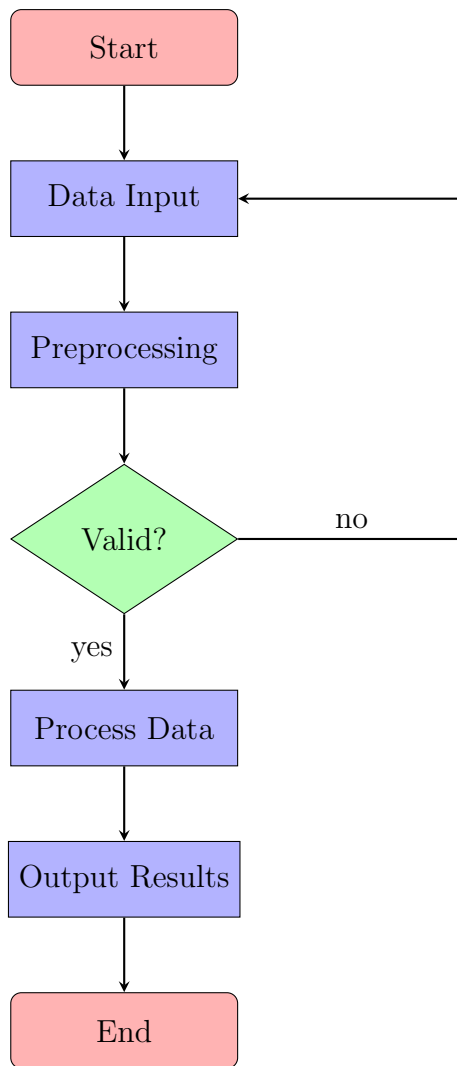 Start
Data Input
Preprocessing
Valid?
no
yes
Process Data
Output Results
End